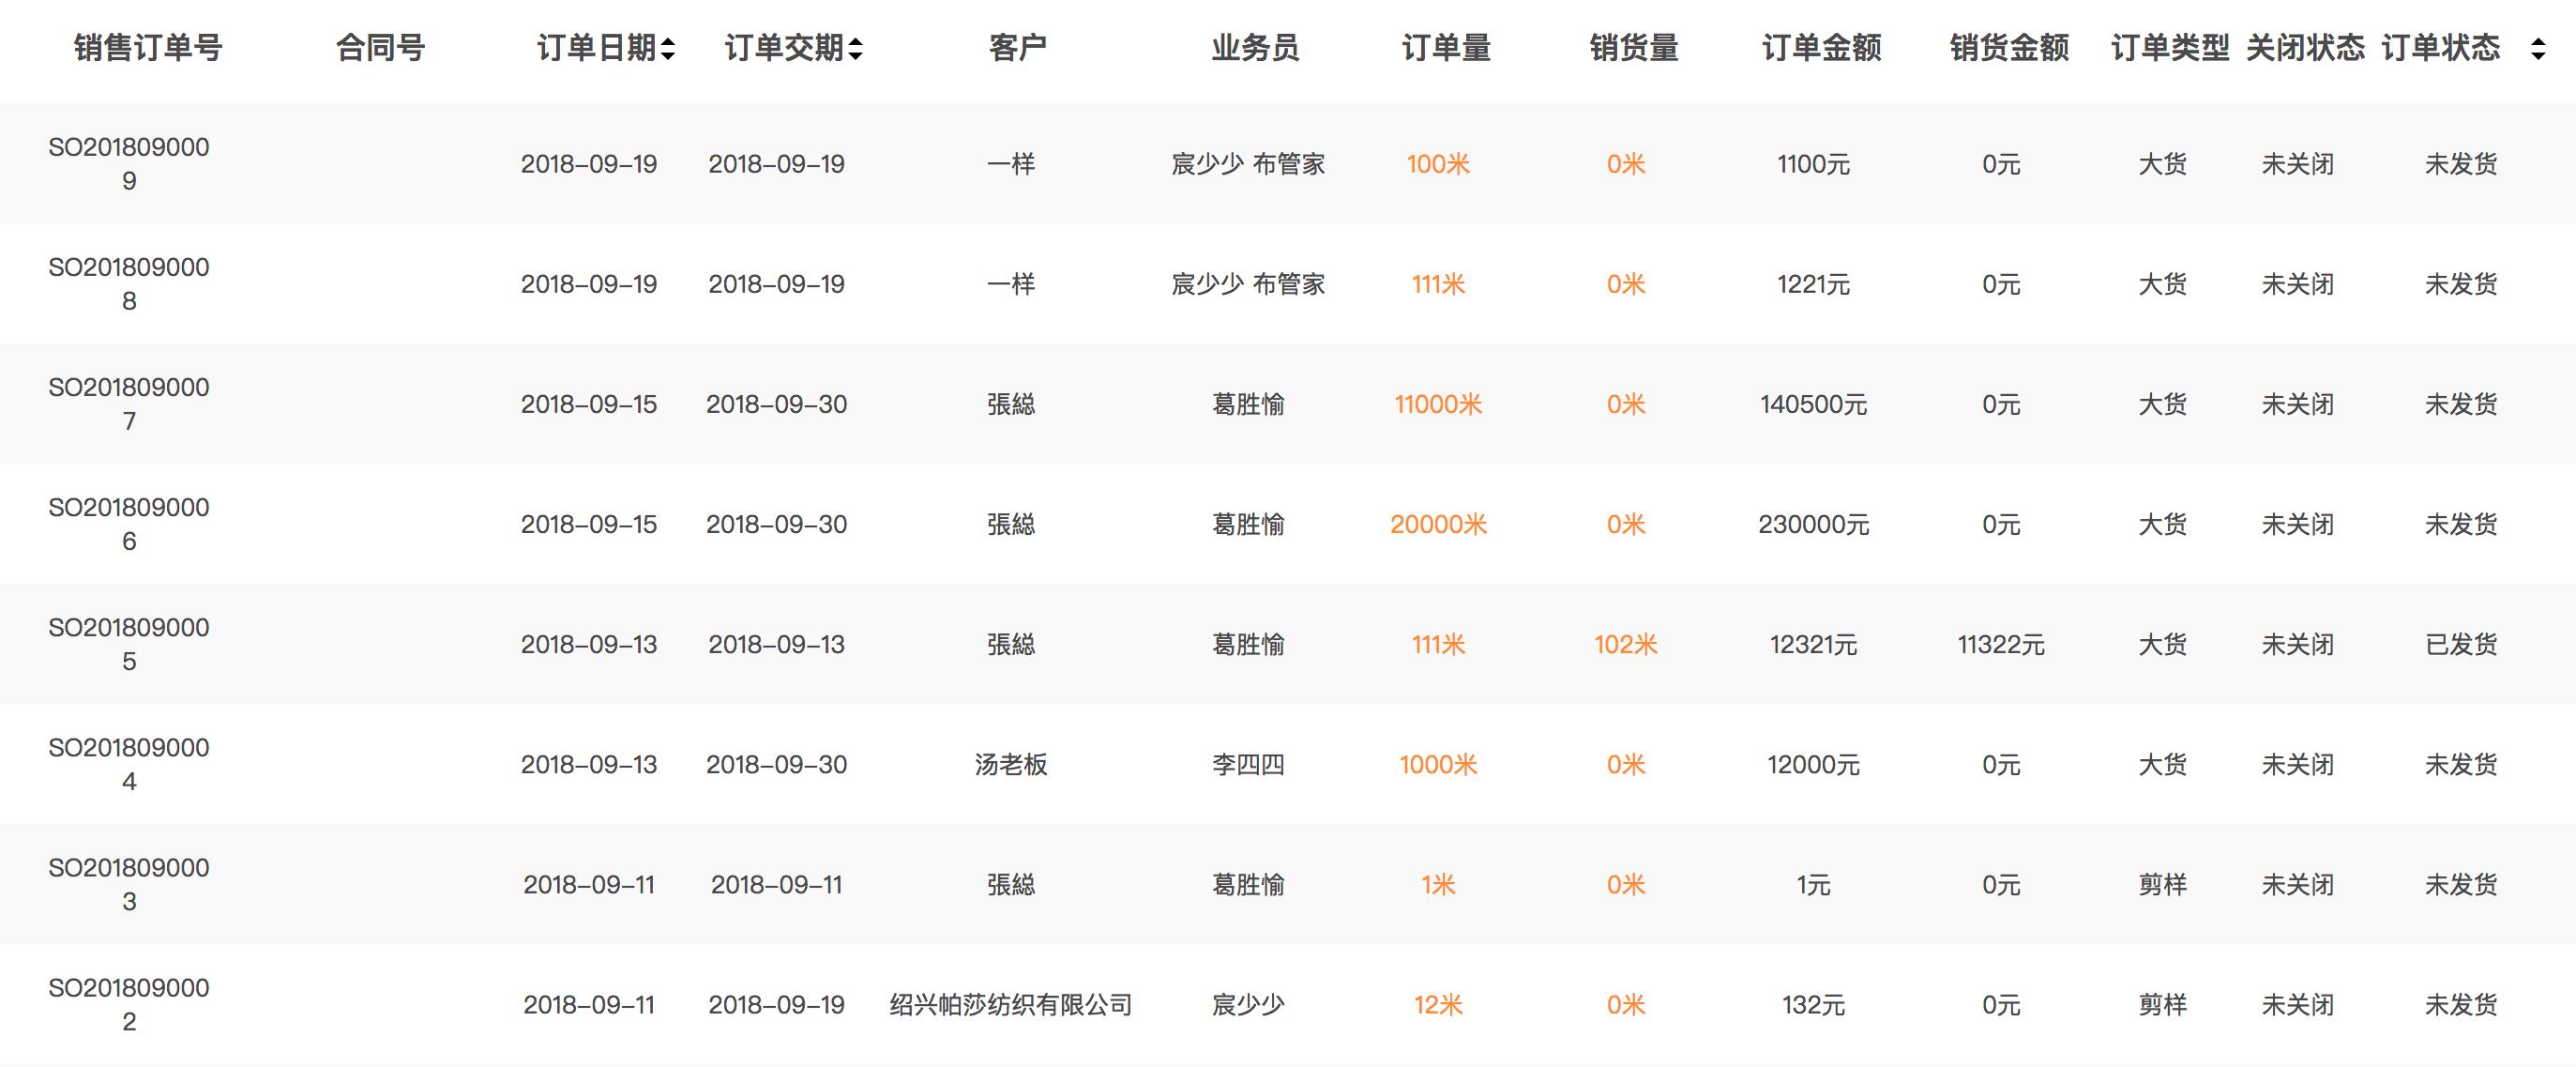 销售订单号 合同号 订单日期 订单交期 客户 业务员 订单量 销货量 订单金额 销货金额 订单类型 关闭状态 订单状态
SO201809000
9 2018-09-19 2018-09-19 一样 宸少少 布管家 100米 0米 1100元 0元 大货 未关闭 未发货
SO201809000
8 2018-09-19 2018-09-19 一样 宸少少 布管家 111米 0米 1221元 0元 大货 未关闭 未发货
SO201809000
7 2018-09-15 2018-09-30 張総 葛胜愉 11000米 0米 140500元 0元 大货 未关闭 未发货
SO201809000
6 2018-09-15 2018-09-30 張総 葛胜愉 20000米 0米 230000元 0元 大货 未关闭 未发货
SO201809000
5 2018-09-13 2018-09-13 張総 葛胜愉 111米 102米 12321元 11322元 大货 未关闭 已发货
SO201809000
4 2018-09-13 2018-09-30 汤老板 李四四 1000米 0米 12000元 0元 大货 未关闭 未发货
SO201809000
3 2018-09-11 2018-09-11 張総 葛胜愉 1米 0米 1元 0元 剪样 未关闭 未发货
SO201809000
2 2018-09-11 2018-09-19 绍兴帕莎纺织有限公司 宸少少 12米 0米 132元 0元 剪样 未关闭 未发货